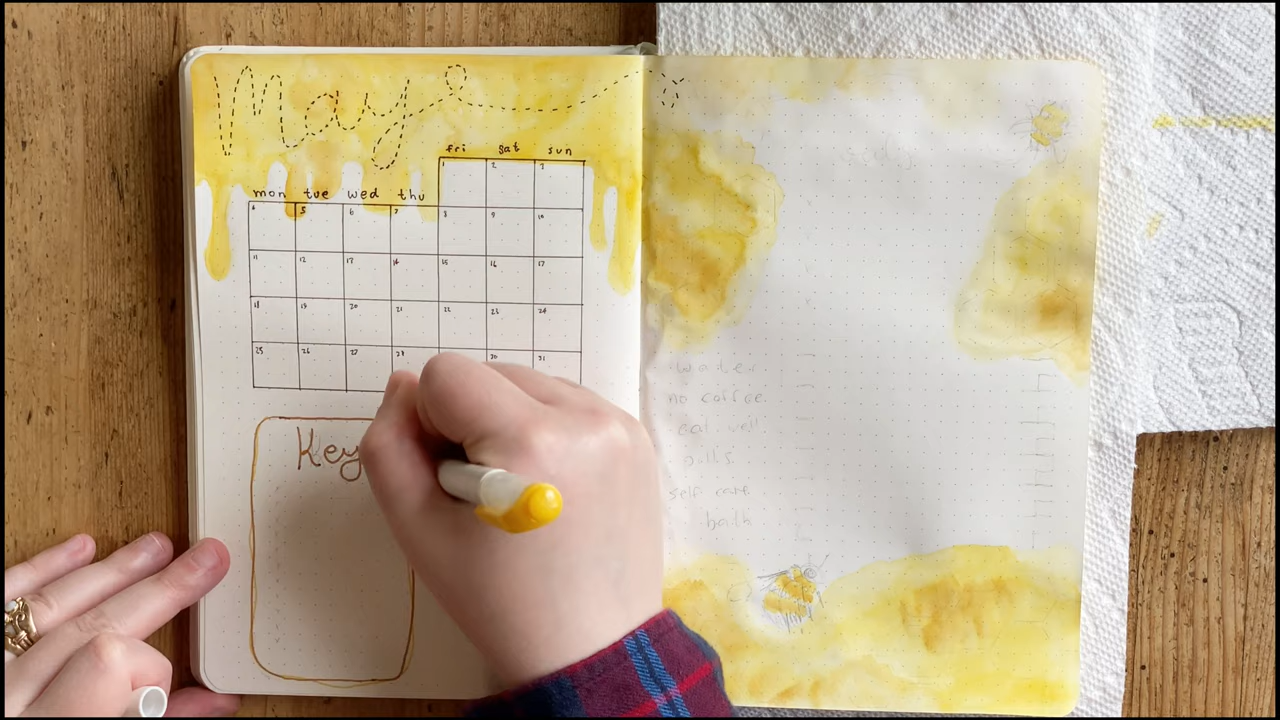 May
fri sat sun
mon tue wed thu
1 2 3
4 5 6 7 8 9 10
11 12 13 14 15 16 17
18 19 20 21 22 23 24
25 26 27 28 30 31
Key
water
no coffee
eat well
pills
self care
bath